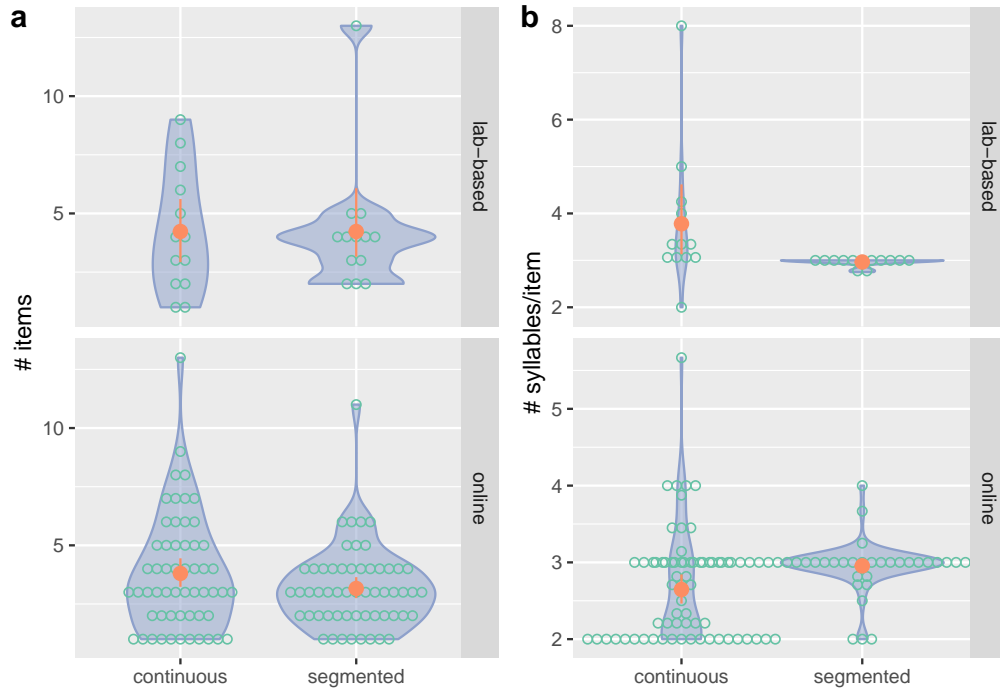 a
# items
10
5
lab−based
10
5
online
continuous
segmented
b
# syllables/item
8
6
4
2
lab−based
5
4
3
2
online
continuous
segmented